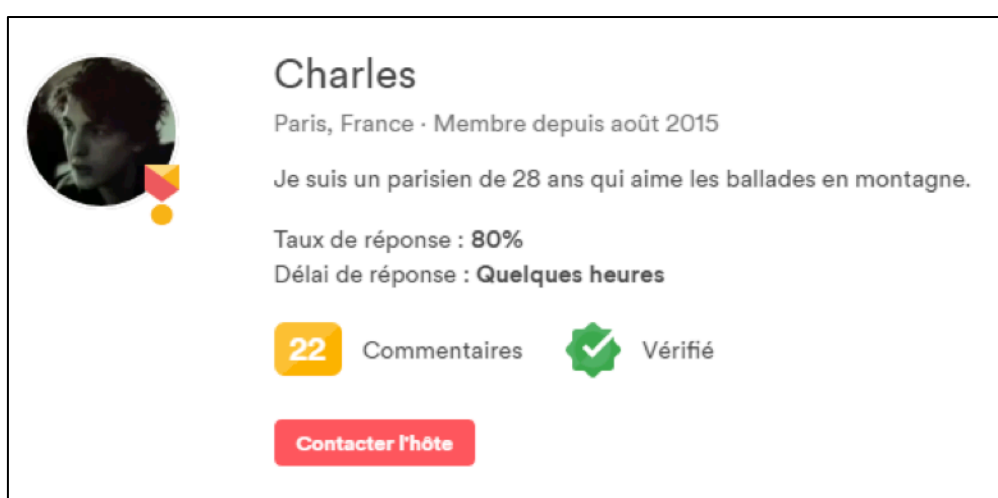 Charles
Paris, France · Membre depuis août 2015
Je suis un parisien de 28 ans qui aime les ballades en montagne.
Taux de réponse : 80%
Délai de réponse : Quelques heures
22 Commentaires Vérifié
Contacter l'hôte